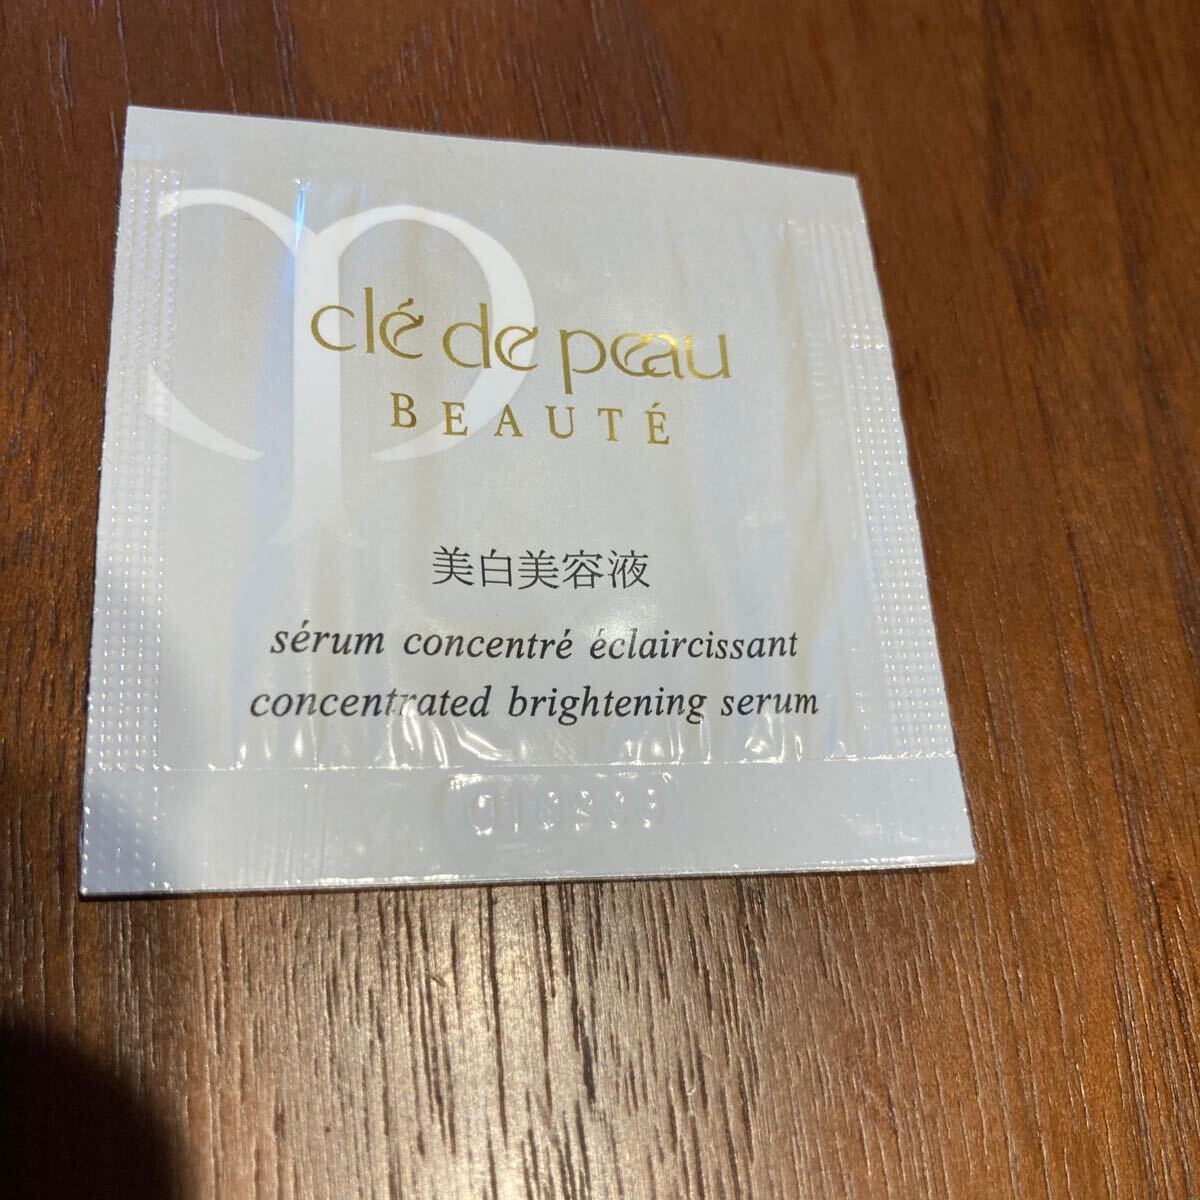 clé de peau
BEAUTÉ
美白美容液
sérum concentré éclaircissant
concentrated brightening serum